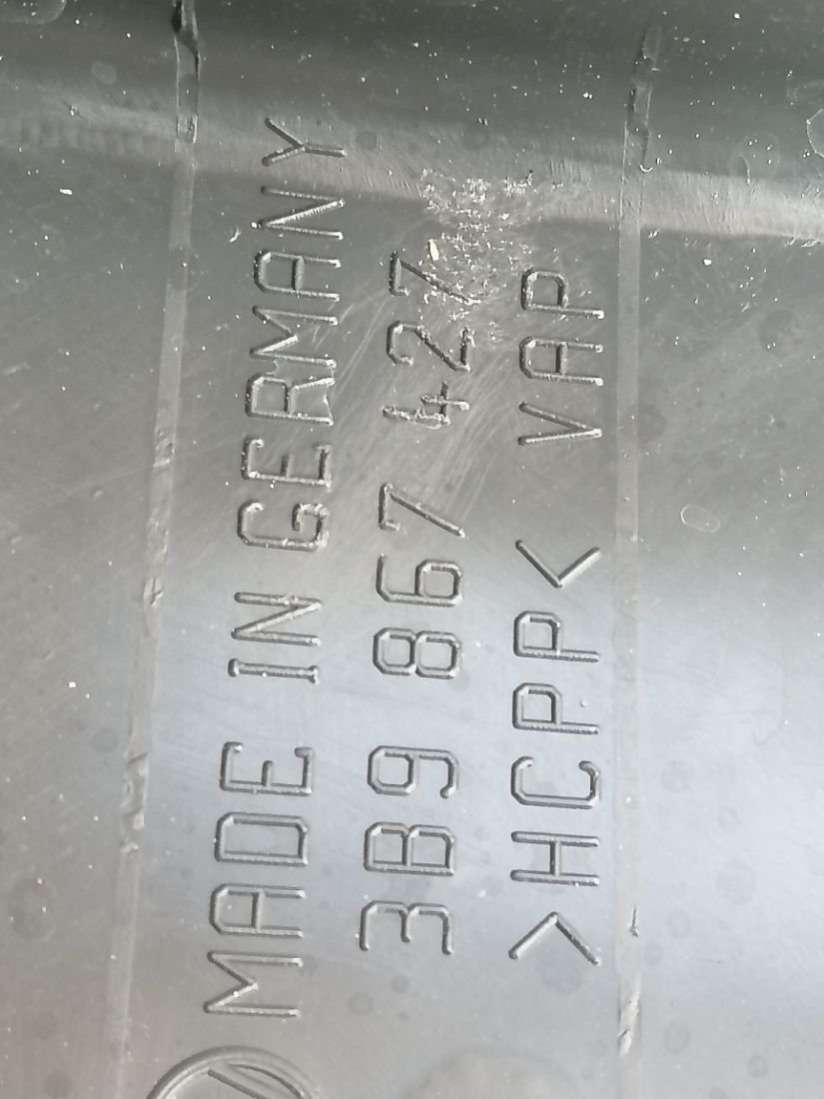 MADE IN GERMANY
3B9 867 427
>HCPP< VAP